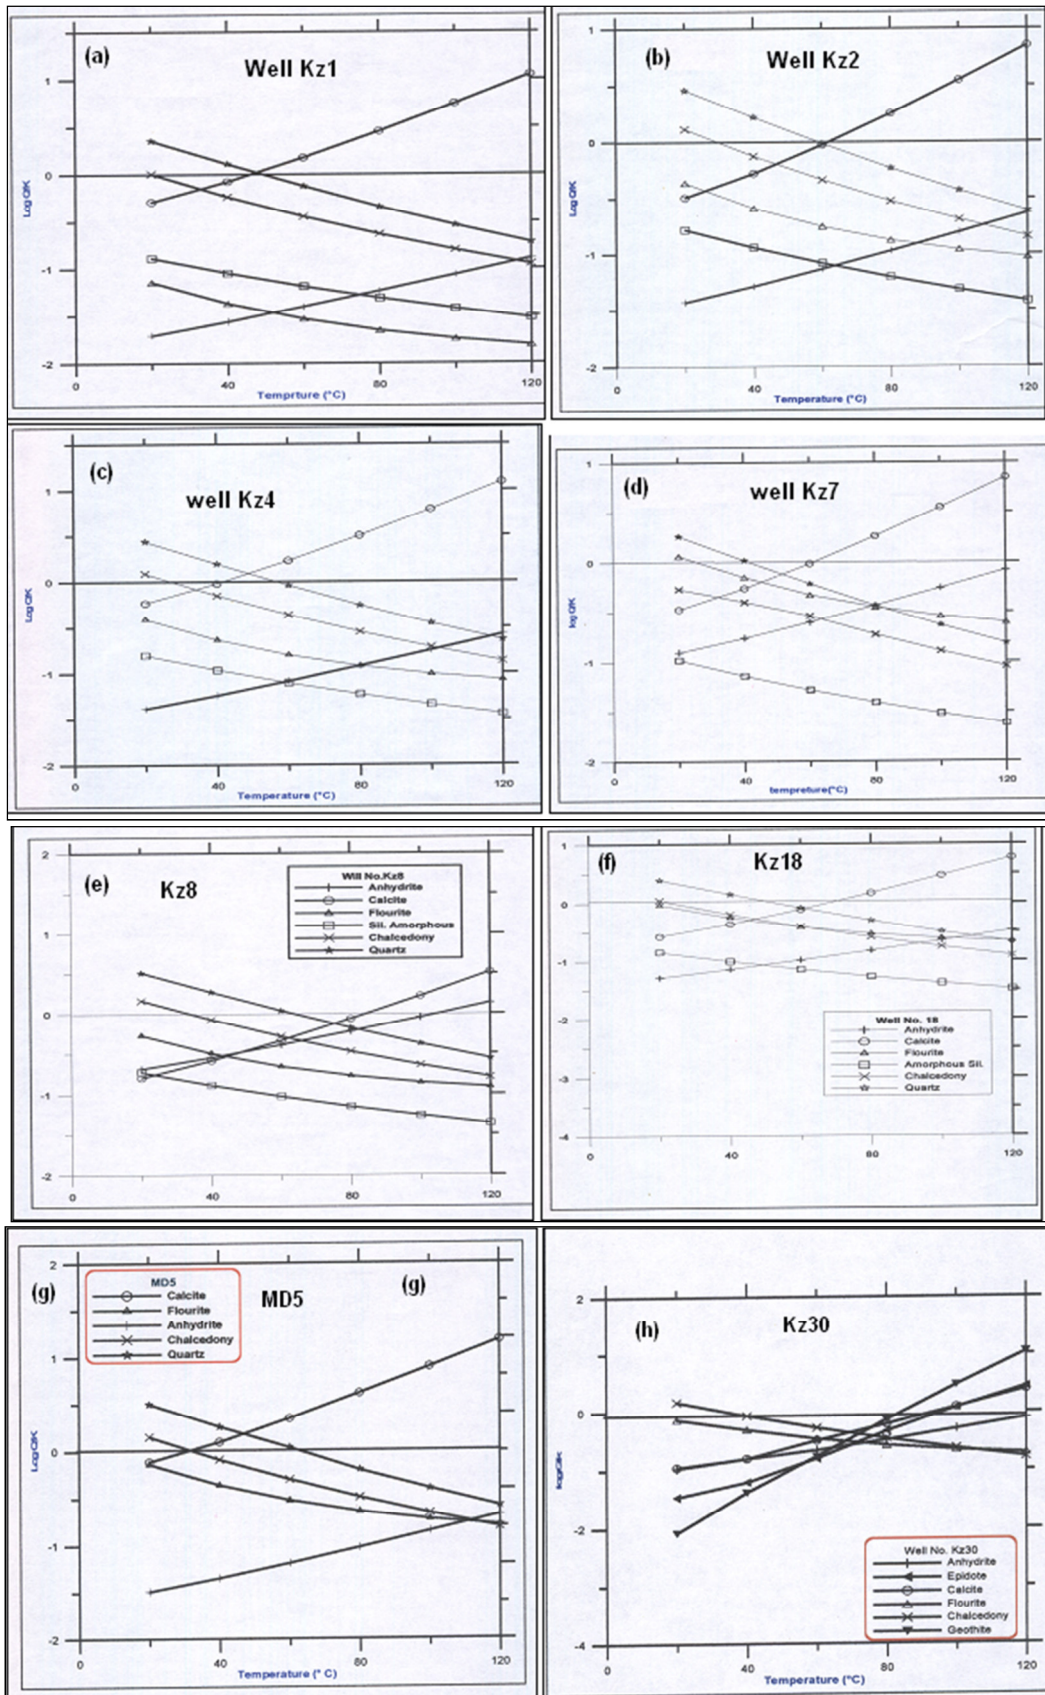 (a)
Well Kz1
1
0
-1
-2
Log Q/K
0
40
80
120
Temprture (°C)
(b)
Well Kz2
1
0
-1
-2
Log Q/K
0
40
80
120
Temperature (°C)
(c)
well Kz4
1
0
-1
-2
Log Q/K
0
40
80
120
Temperature (°C)
(d)
well Kz7
1
0
-1
-2
log Q/K
0
40
80
120
tempreture(°C)
(e)
Kz8
2
1
0
-1
-2
0
40
80
120
Will No.Kz8
Anhydrite
Calcite
Flourite
Sil. Amorphous
Chalcedony
Quartz
(f)
Kz18
1
0
-1
-2
-3
-4
0
40
80
120
Well No. 18
Anhydrite
Calcite
Flourite
Amorphous Sil.
Chalcedony
Quartz
(g)
MD5
(g)
2
1
0
-1
-2
Log Q/K
0
40
80
120
Temperature (° C)
MD5
Calcite
Flourite
Anhydrite
Chalcedony
Quartz
(h)
Kz30
2
0
-2
-4
log Q/K
0
40
80
120
Temperature (°C)
Well No. Kz30
Anhydrite
Epidote
Calcite
Flourite
Chalcedony
Geothite